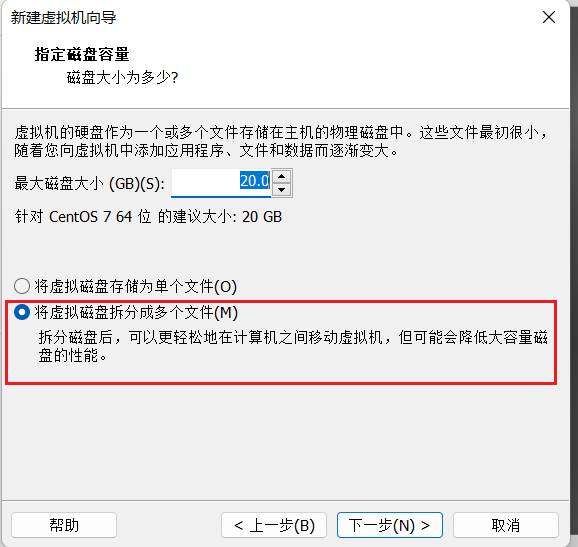 新建虚拟机向导
指定磁盘容量
磁盘大小为多少?
虚拟机的硬盘作为一个或多个文件存储在主机的物理磁盘中。这些文件最初很小，
随着您向虚拟机中添加应用程序、文件和数据而逐渐变大。
最大磁盘大小 (GB)(S): 20.0
针对 CentOS 7 64 位 的建议大小: 20 GB
将虚拟磁盘存储为单个文件(O)
将虚拟磁盘拆分成多个文件(M)
拆分磁盘后，可以更轻松地在计算机之间移动虚拟机，但可能会降低大容量磁
盘的性能。
帮助 < 上一步(B) 下一步(N) > 取消